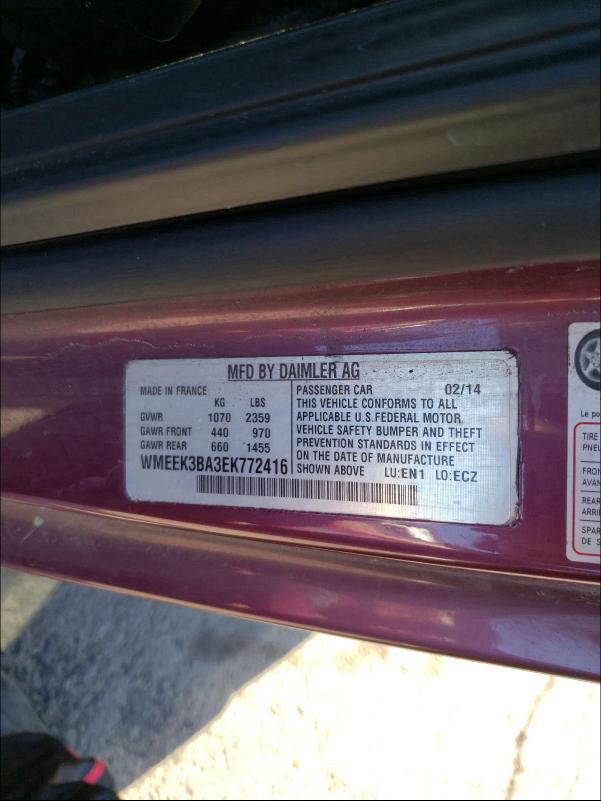 MFD BY DAIMLER AG
MADE IN FRANCE
KG LBS
GVWR 1070 2359
GAWR FRONT 440 970
GAWR REAR 660 1455
WMEEK3BA3EK772416
PASSENGER CAR 02/14
THIS VEHICLE CONFORMS TO ALL
APPLICABLE U.S.FEDERAL MOTOR
VEHICLE SAFETY BUMPER AND THEFT
PREVENTION STANDARDS IN EFFECT
ON THE DATE OF MANUFACTURE
SHOWN ABOVE LU:EN1 LO:ECZ
Le po
TIRE
PNEU
FRON
AVAN
REAR
ARRIE
SPAR
DE S